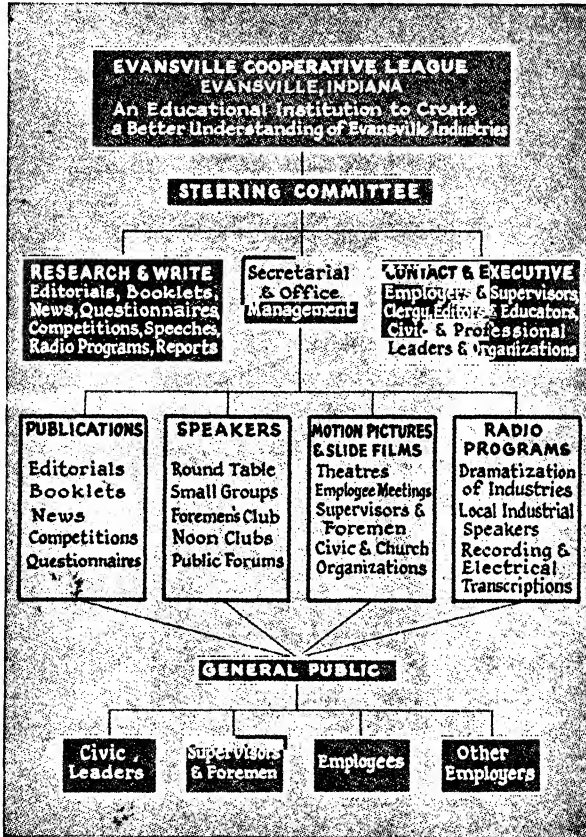 EVANSVILLE COOPERATIVE LEAGUE
EVANSVILLE, INDIANA
An Educational Institution to Create
a Better Understanding of Evansville Industries
STEERING COMMITTEE
RESEARCH & WRITE
Editorials, Booklets,
News, Questionnaires,
Competitions, Speeches,
Radio Programs, Reports
Secretarial
& Office
Management
CONTACT & EXECUTIVE
Employers & Supervisors,
Clergy, Editors & Educators,
Civic & Professional
Leaders & Organizations
PUBLICATIONS
Editorials
Booklets
News
Competitions
Questionnaires
SPEAKERS
Round Table
Small Groups
Foremen's Club
Noon Clubs
Public Forums
MOTION PICTURES
& SLIDE FILMS
Theatres
Employee Meetings
Supervisors &
Foremen
Civic & Church
Organizations
RADIO
PROGRAMS
Dramatization
of Industries
Local Industrial
Speakers
Recording &
Electrical
Transcriptions
GENERAL PUBLIC
Civic
Leaders
Supervisors
& Foremen
Employees
Other
Employers